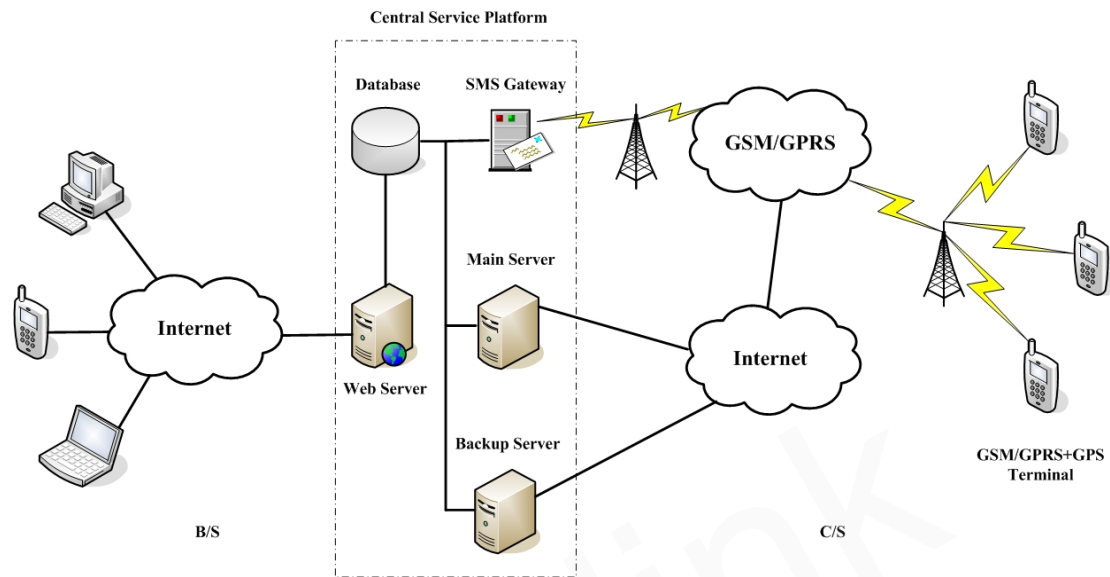 Central Service Platform
Database
SMS Gateway
GSM/GPRS
Main Server
Internet
Internet
Web Server
Backup Server
GSM/GPRS+GPS
Terminal
B/S
C/S